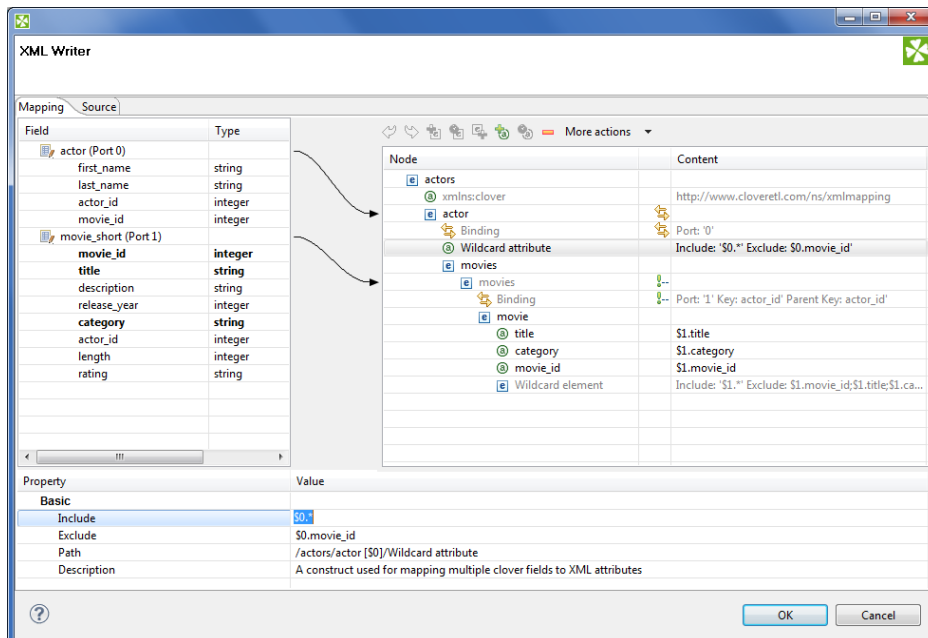 XML Writer
Mapping Source
Field Type
actor (Port 0)
first_name string
last_name string
actor_id integer
movie_id integer
movie_short (Port 1)
movie_id integer
title string
description string
release_year integer
category string
actor_id integer
length integer
rating string
More actions
Node Content
e actors
a xmlns:clover http://www.cloveretl.com/ns/xmlmapping
e actor
Binding Port: '0'
a Wildcard attribute Include: '$0.*' Exclude: $0.movie_id'
e movies
e movies
Binding Port: '1' Key: actor_id' Parent Key: actor_id'
e movie
a title $1.title
a category $1.category
a movie_id $1.movie_id
e Wildcard element Include: '$1.*' Exclude: $1.movie_id;$1.title;$1.ca...
Property Value
Basic
Include $0.*
Exclude $0.movie_id
Path /actors/actor [$0]/Wildcard attribute
Description A construct used for mapping multiple clover fields to XML attributes
? OK Cancel